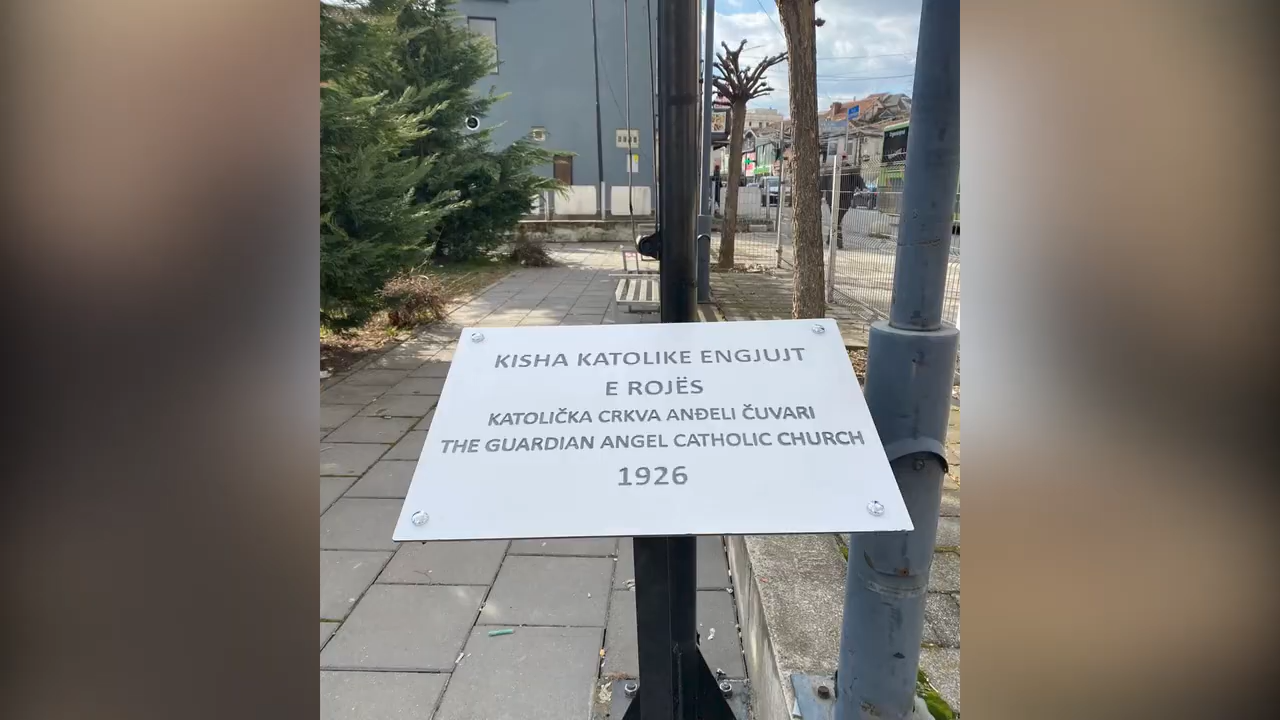 KISHA KATOLIKE ENGJUJT
E ROJËS
KATOLIČKA CRKVA ANĐELI ČUVARI
THE GUARDIAN ANGEL CATHOLIC CHURCH
1926